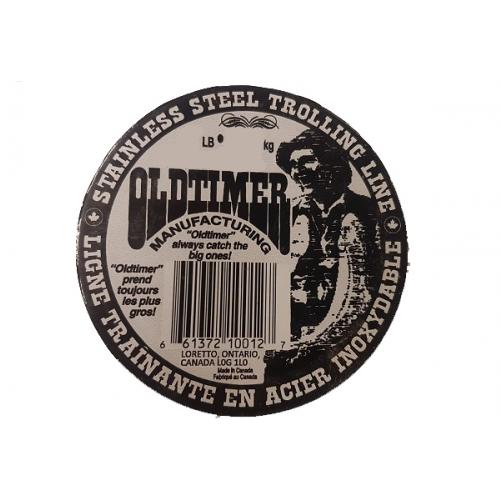 STAINLESS STEEL TROLLING LINE
LB
kg
OLDTIMER
MANUFACTURING
"Oldtimer"
always catch the
big ones!
"Oldtimer"
prend
toujours
les plus
gros!
6 61372 10012 7
LORETTO, ONTARIO,
CANADA L0G 1L0
Made in Canada
Fabriqué au Canada
LIGNE TRAINANTE EN ACIER INOXYDABLE